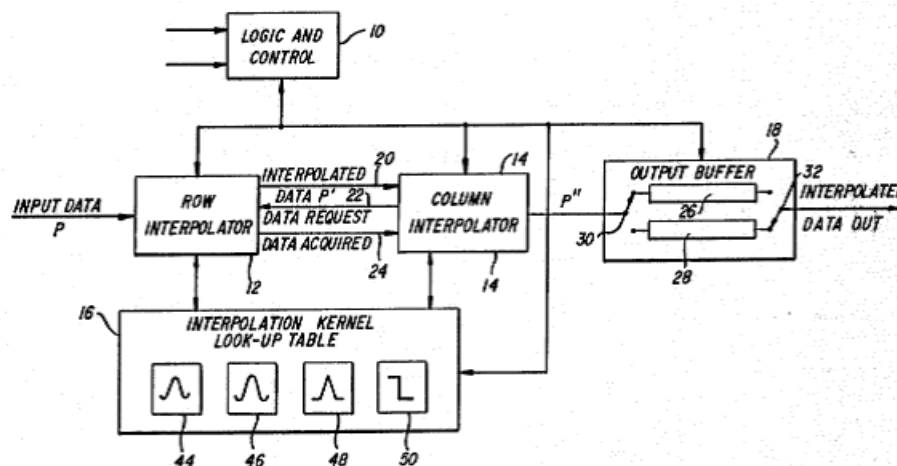 LOGIC AND
CONTROL
10
INPUT DATA
P
ROW
INTERPOLATOR
12
INTERPOLATED
20
DATA P'
22
DATA REQUEST
DATA ACQUIRED
24
14
COLUMN
INTERPOLATOR
14
P"
18
OUTPUT BUFFER
32
26
30
28
INTERPOLATED
DATA OUT
16
INTERPOLATION KERNEL
LOOK-UP TABLE
44
46
48
50